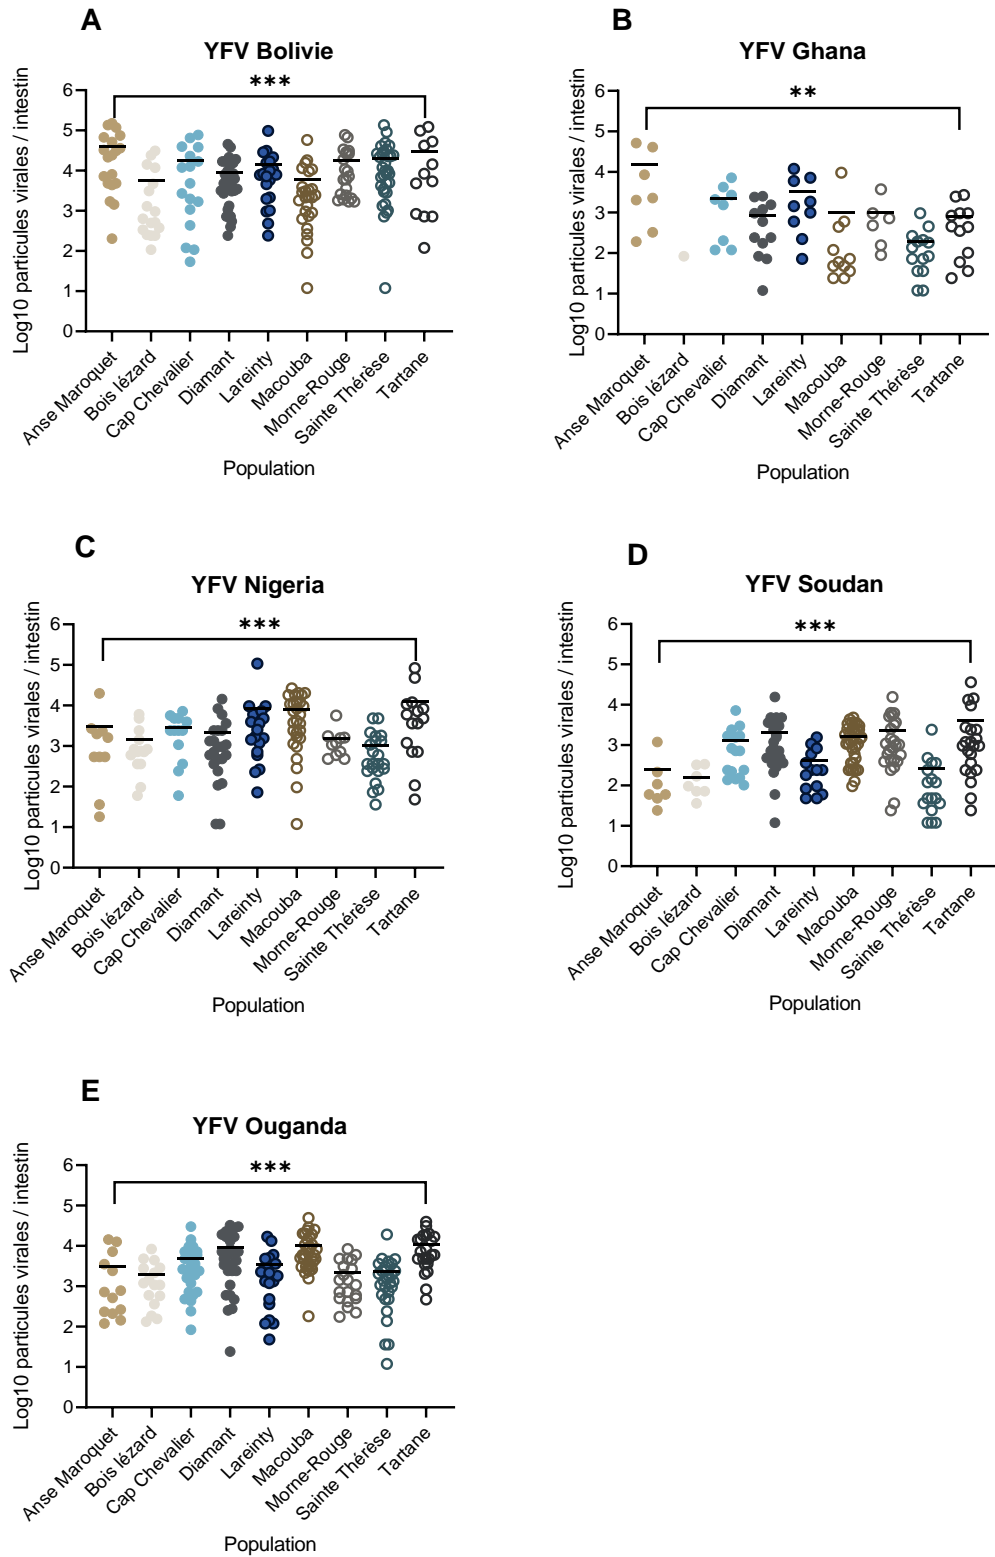 A
YFV Bolivie
***
Log10 particules virales / intestin
6
5
4
3
2
1
0
Anse Maroquet
Bois lézard
Cap Chevalier
Diamant
Lareinty
Macouba
Morne-Rouge
Sainte Thérèse
Tartane
Population
B
YFV Ghana
**
Log10 particules virales / intestin
6
5
4
3
2
1
0
Anse Maroquet
Bois lézard
Cap Chevalier
Diamant
Lareinty
Macouba
Morne-Rouge
Sainte Thérèse
Tartane
Population
C
YFV Nigeria
***
Log10 particules virales / intestin
6
5
4
3
2
1
0
Anse Maroquet
Bois lézard
Cap Chevalier
Diamant
Lareinty
Macouba
Morne-Rouge
Sainte Thérèse
Tartane
Population
D
YFV Soudan
***
Log10 particules virales / intestin
6
5
4
3
2
1
0
Anse Maroquet
Bois lézard
Cap Chevalier
Diamant
Lareinty
Macouba
Morne-Rouge
Sainte Thérèse
Tartane
Population
E
YFV Ouganda
***
Log10 particules virales / intestin
6
5
4
3
2
1
0
Anse Maroquet
Bois lézard
Cap Chevalier
Diamant
Lareinty
Macouba
Morne-Rouge
Sainte Thérèse
Tartane
Population